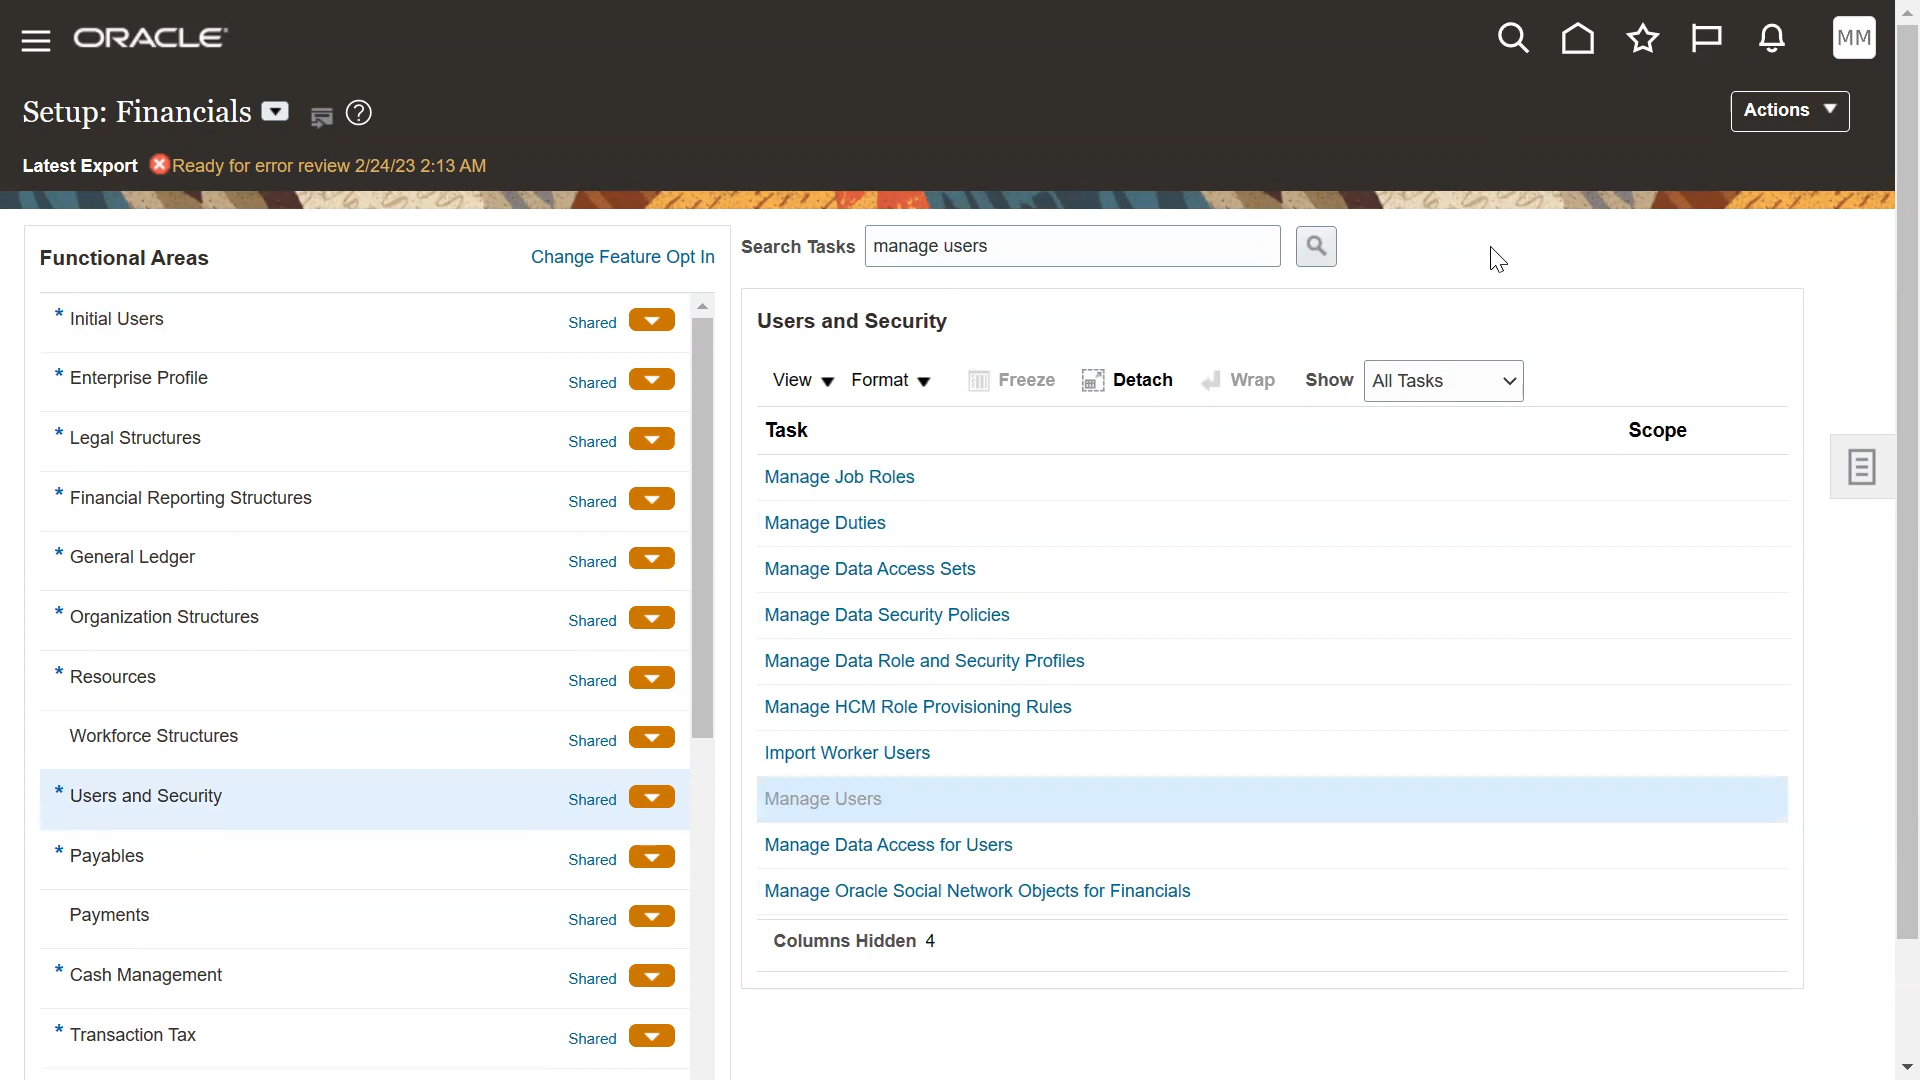 ORACLE
MM
Setup: Financials
Actions
Latest Export Ready for error review 2/24/23 2:13 AM
Functional Areas
Change Feature Opt In
* Initial Users Shared
* Enterprise Profile Shared
* Legal Structures Shared
* Financial Reporting Structures Shared
* General Ledger Shared
* Organization Structures Shared
* Resources Shared
Workforce Structures Shared
* Users and Security Shared
* Payables Shared
Payments Shared
* Cash Management Shared
* Transaction Tax Shared
Search Tasks manage users
Users and Security
View Format Freeze Detach Wrap Show All Tasks
Task Scope
Manage Job Roles
Manage Duties
Manage Data Access Sets
Manage Data Security Policies
Manage Data Role and Security Profiles
Manage HCM Role Provisioning Rules
Import Worker Users
Manage Users
Manage Data Access for Users
Manage Oracle Social Network Objects for Financials
Columns Hidden 4